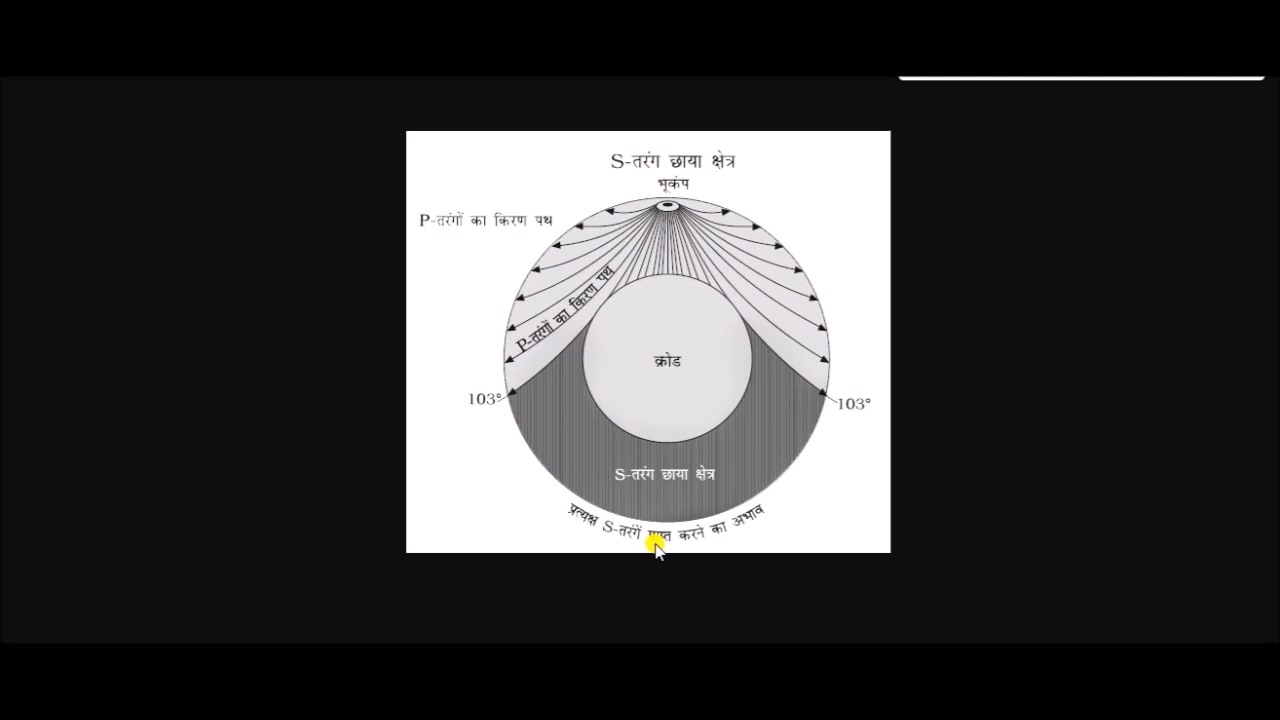 S-तरंग छाया क्षेत्र
भूकंप
P-तरंगों का किरण पथ
P-तरंगों का किरण पथ
क्रोड
103°
103°
S-तरंग छाया क्षेत्र
प्रत्यक्ष S-तरंगें करने का अभाव